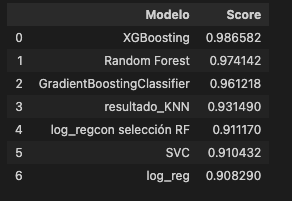 Modelo Score
0 XGBoosting 0.986582
1 Random Forest 0.974142
2 GradientBoostingClassifier 0.961218
3 resultado_KNN 0.931490
4 log_regcon selección RF 0.911170
5 SVC 0.910432
6 log_reg 0.908290